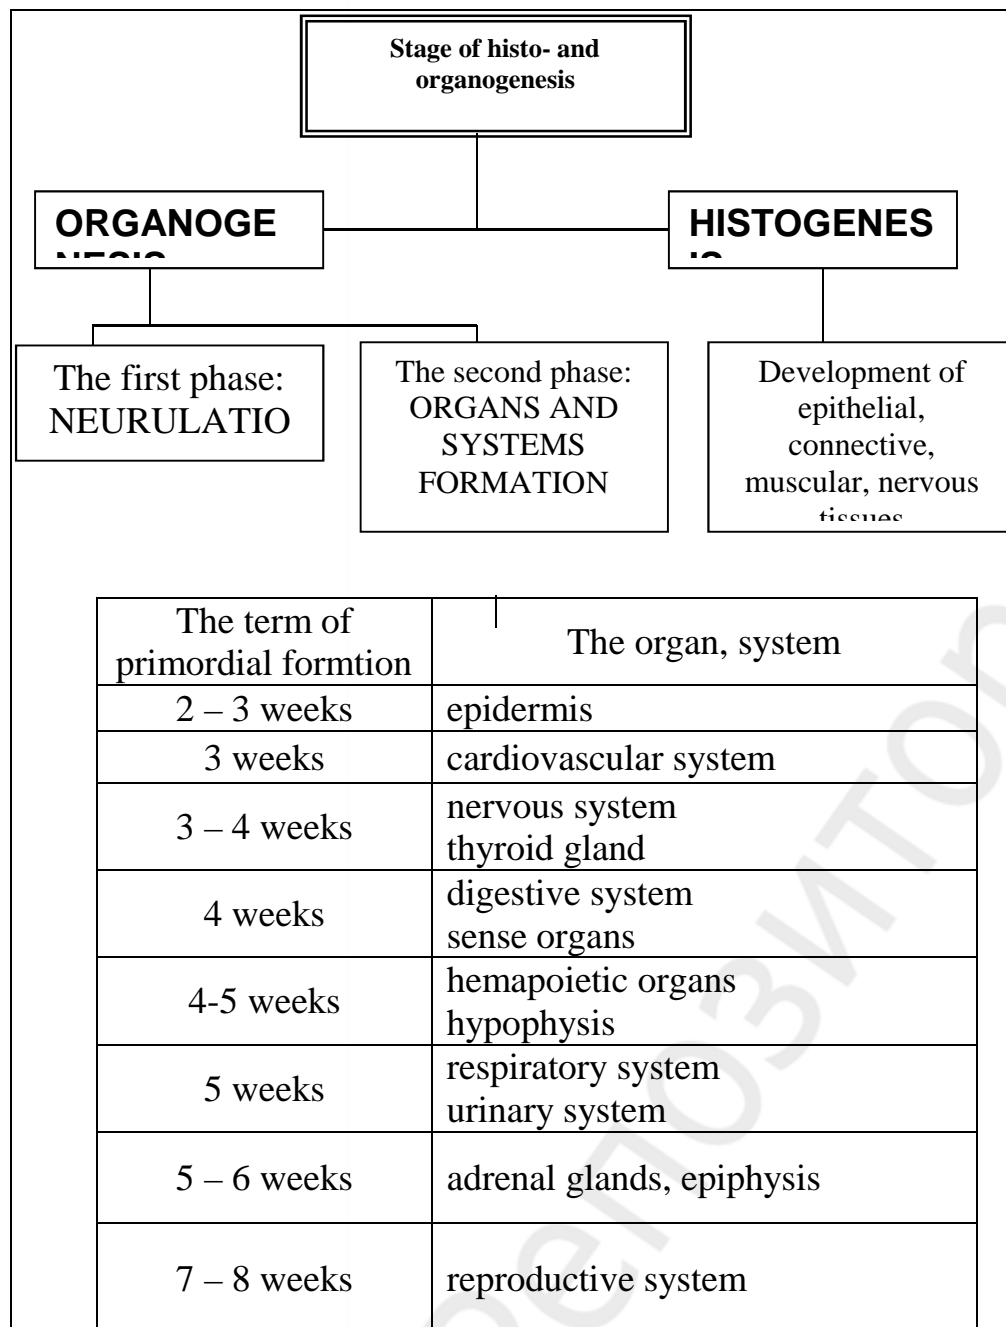 Stage of histo- and
organogenesis
ORGANOGE
NESIS
HISTOGENES
IS
The first phase:
NEURULATIO
The second phase:
ORGANS AND
SYSTEMS
FORMATION
Development of
epithelial,
connective,
muscular, nervous
tissues
The term of
primordial formtion
The organ, system
2 – 3 weeks
epidermis
3 weeks
cardiovascular system
3 – 4 weeks
nervous system
thyroid gland
4 weeks
digestive system
sense organs
4-5 weeks
hemapoietic organs
hypophysis
5 weeks
respiratory system
urinary system
5 – 6 weeks
adrenal glands, epiphysis
7 – 8 weeks
reproductive system
Репозитор